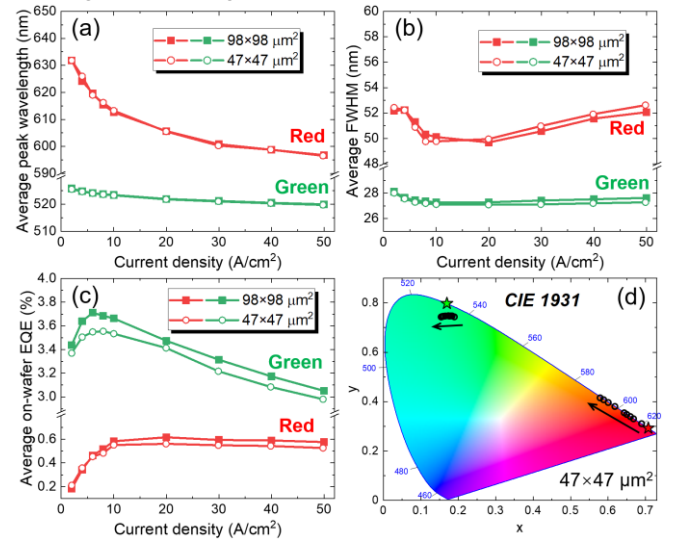 (a)
98×98 μm²
47×47 μm²
Red
Green
Average peak wavelength (nm)
650
640
630
620
610
600
590
530
520
0 10 20 30 40 50
Current density (A/cm²)
(b)
98×98 μm²
47×47 μm²
Red
Green
Average FWHM (nm)
58
56
54
52
50
48
28
26
0 10 20 30 40 50
Current density (A/cm²)
(c)
98×98 μm²
47×47 μm²
Green
Red
Average on-wafer EQE (%)
4.0
3.8
3.6
3.4
3.2
3.0
0.6
0.4
0.2
0 10 20 30 40 50
Current density (A/cm²)
CIE 1931 (d)
520
540
560
580
600
620
500
480
460
y
0.8
0.6
0.4
0.2
0
0 0.1 0.2 0.3 0.4 0.5 0.6 0.7
x
47×47 μm²